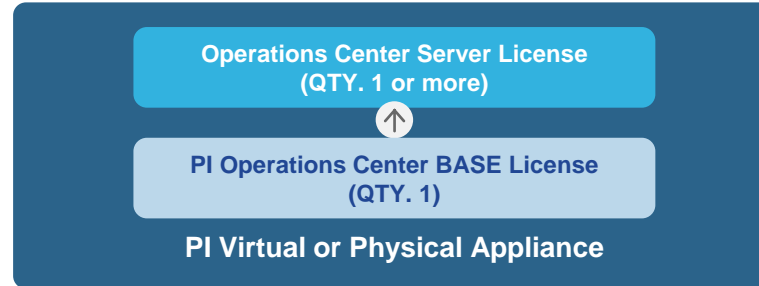 Operations Center Server License
(QTY. 1 or more)
PI Operations Center BASE License
(QTY. 1)
PI Virtual or Physical Appliance